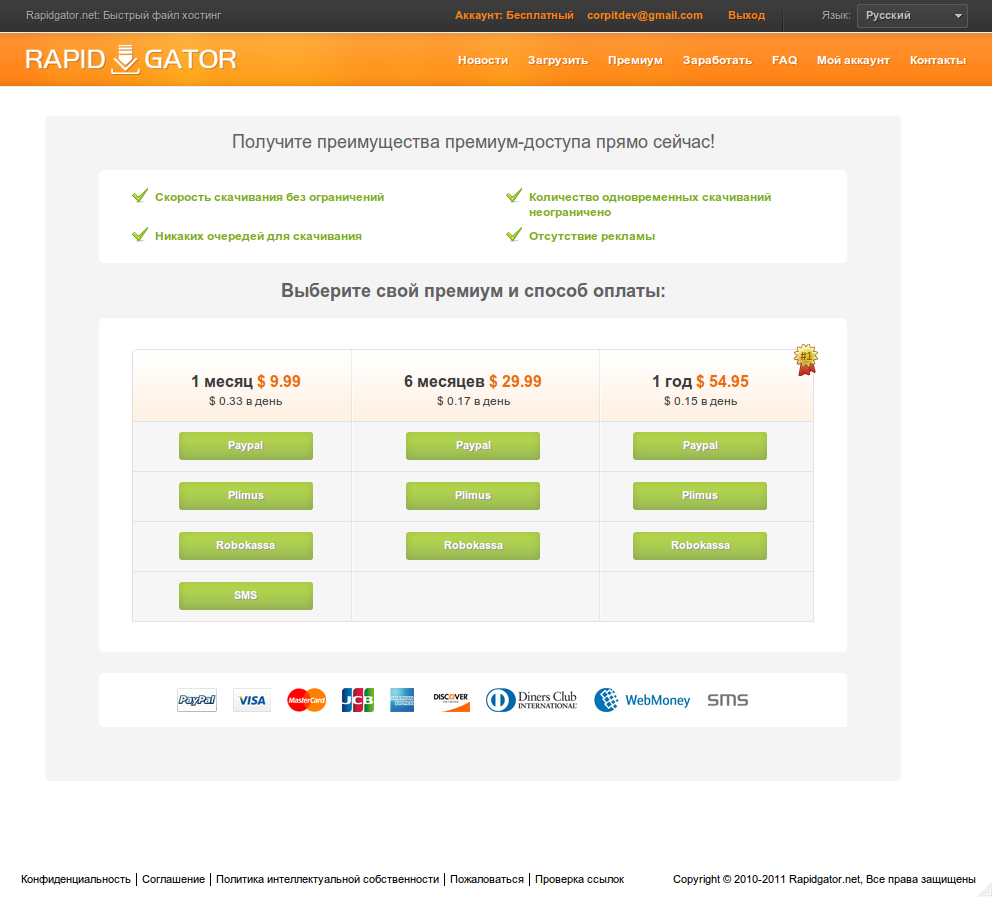 Rapidgator.net: Быстрый файл хостинг
Аккаунт: Бесплатный corpitdev@gmail.com Выход
Язык: Русский
RAPID GATOR
Новости Загрузить Премиум Заработать FAQ Мой аккаунт Контакты
Получите преимущества премиум-доступа прямо сейчас!
Скорость скачивания без ограничений
Количество одновременных скачиваний
неограничено
Никаких очередей для скачивания
Отсутствие рекламы
Выберите свой премиум и способ оплаты:
#1
1 месяц $ 9.99 6 месяцев $ 29.99 1 год $ 54.95
$ 0.33 в день $ 0.17 в день $ 0.15 в день
Paypal Paypal Paypal
Plimus Plimus Plimus
Robokassa Robokassa Robokassa
SMS
PayPal VISA MasterCard JCB AMERICAN EXPRESS DISCOVER NETWORK Diners Club INTERNATIONAL WebMoney SMS
Конфиденциальность Соглашение Политика интеллектуальной собственности Пожаловаться Проверка ссылок
Copyright © 2010-2011 Rapidgator.net, Все права защищены